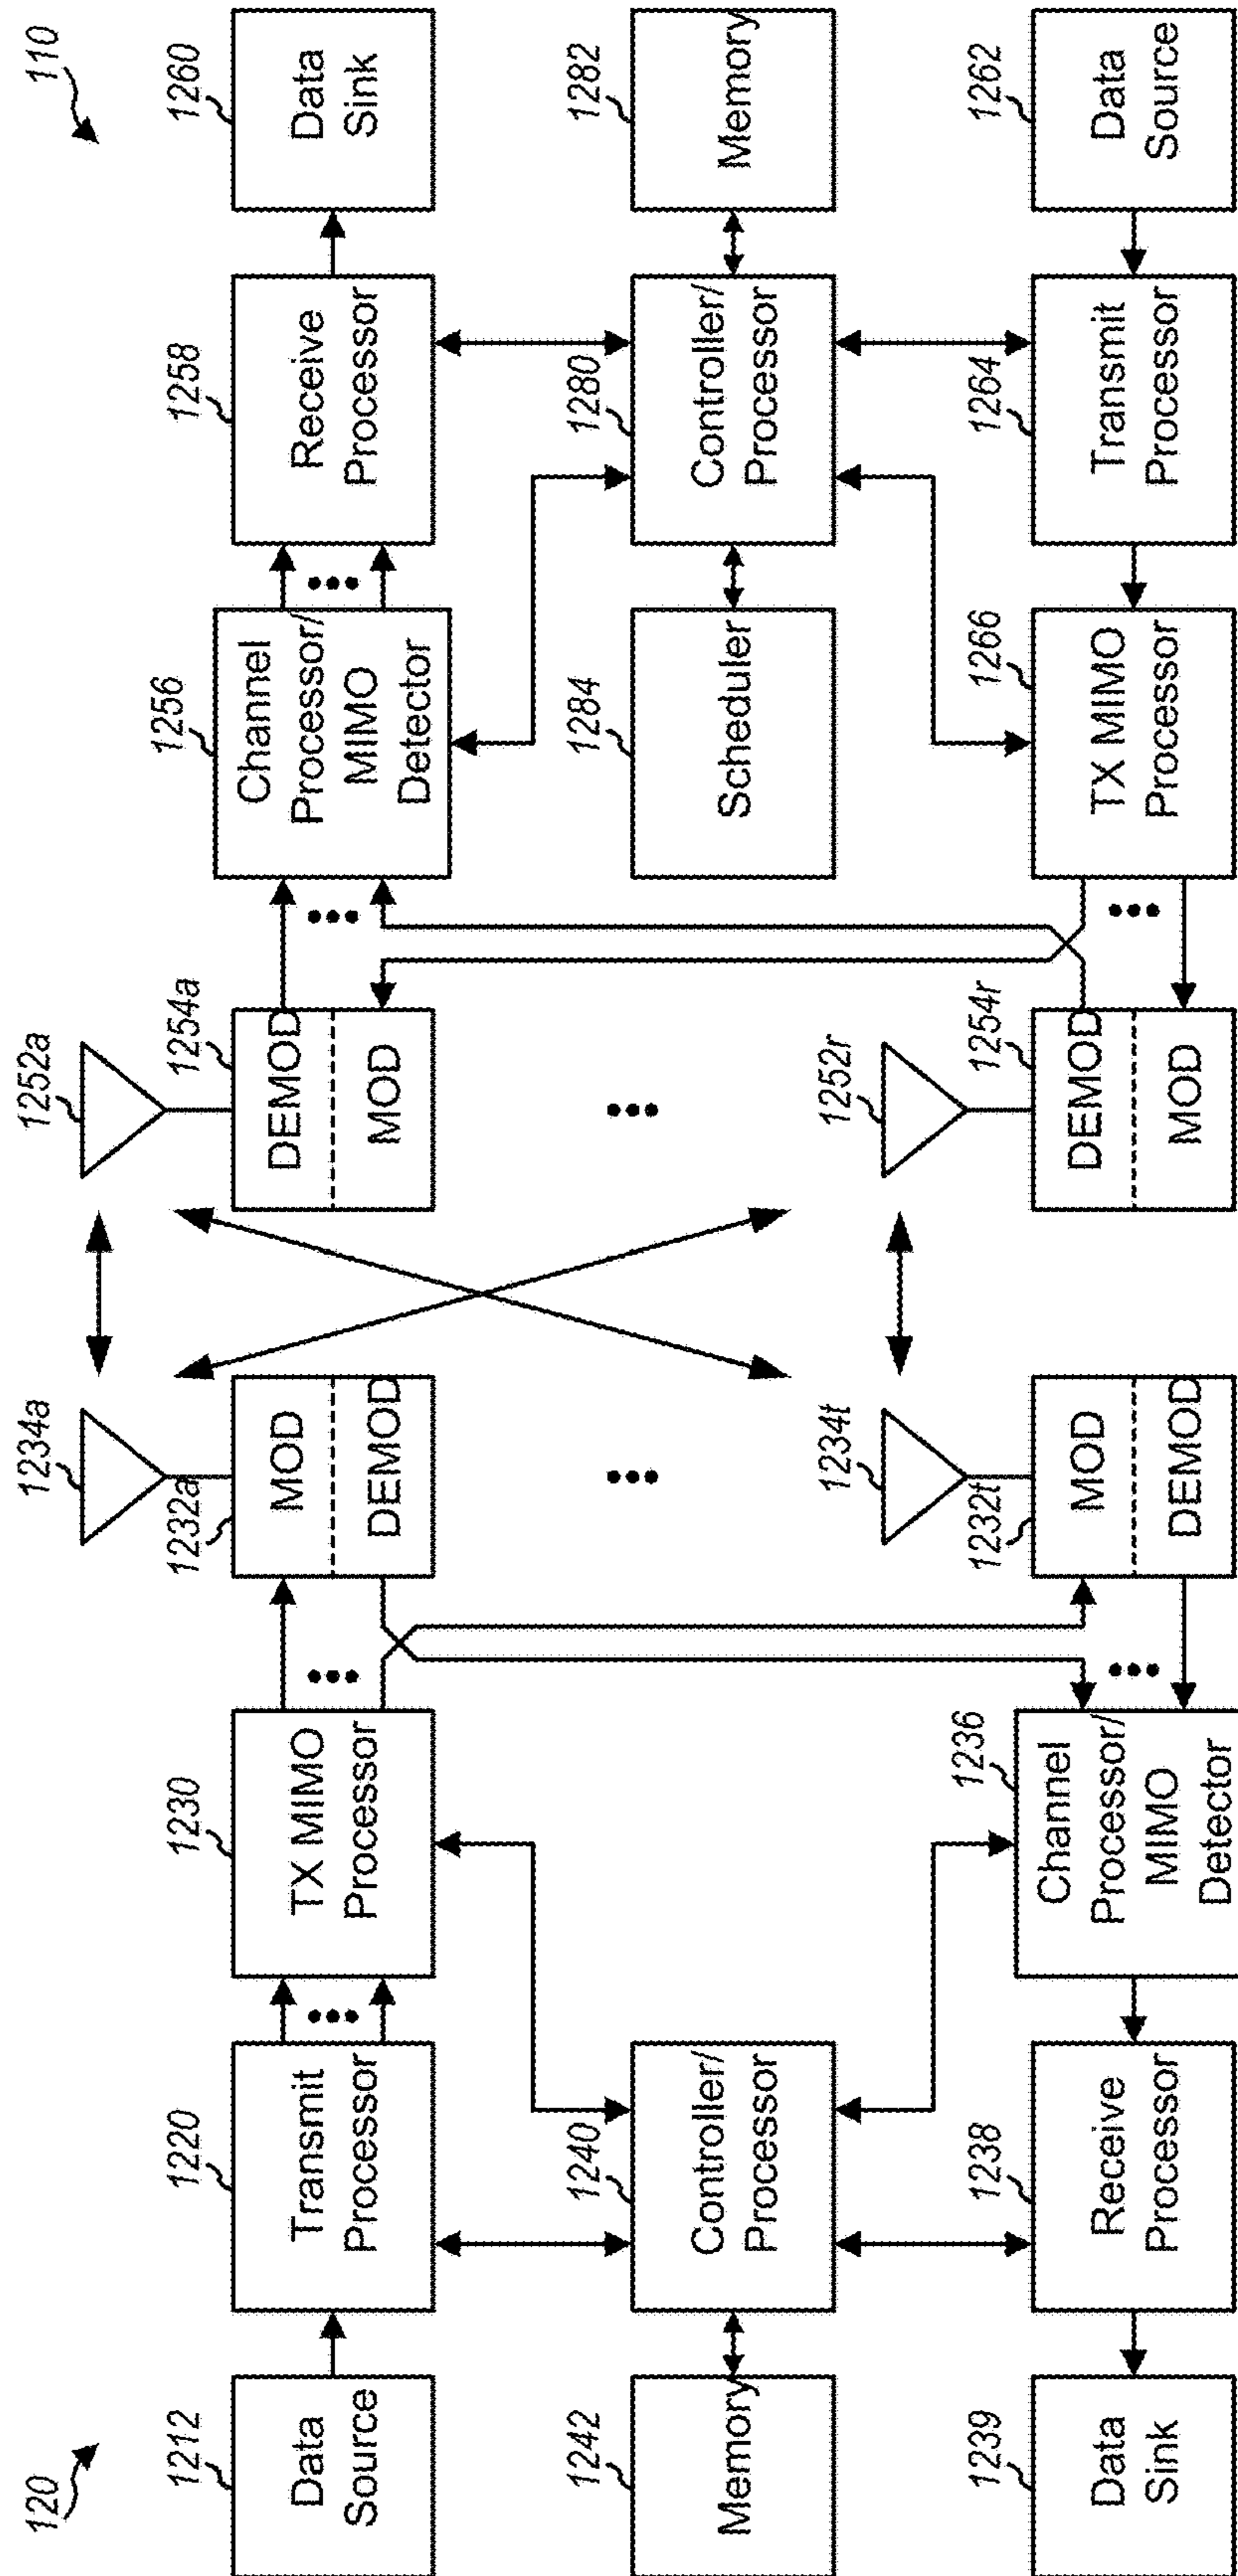 120
110
1212
Data
Source
1220
Transmit
Processor
1230
TX MIMO
Processor
1234a
1232a
MOD
DEMOD
1252a
1254a
DEMOD
MOD
1256
Channel
Processor/
MIMO
Detector
1258
Receive
Processor
1260
Data
Sink
1242
Memory
1240
Controller/
Processor
1284
Scheduler
1280
Controller/
Processor
1282
Memory
1239
Data
Sink
1238
Receive
Processor
1236
Channel
Processor/
MIMO
Detector
1234t
1232t
MOD
DEMOD
1252r
1254r
DEMOD
MOD
1266
TX MIMO
Processor
1264
Transmit
Processor
1262
Data
Source